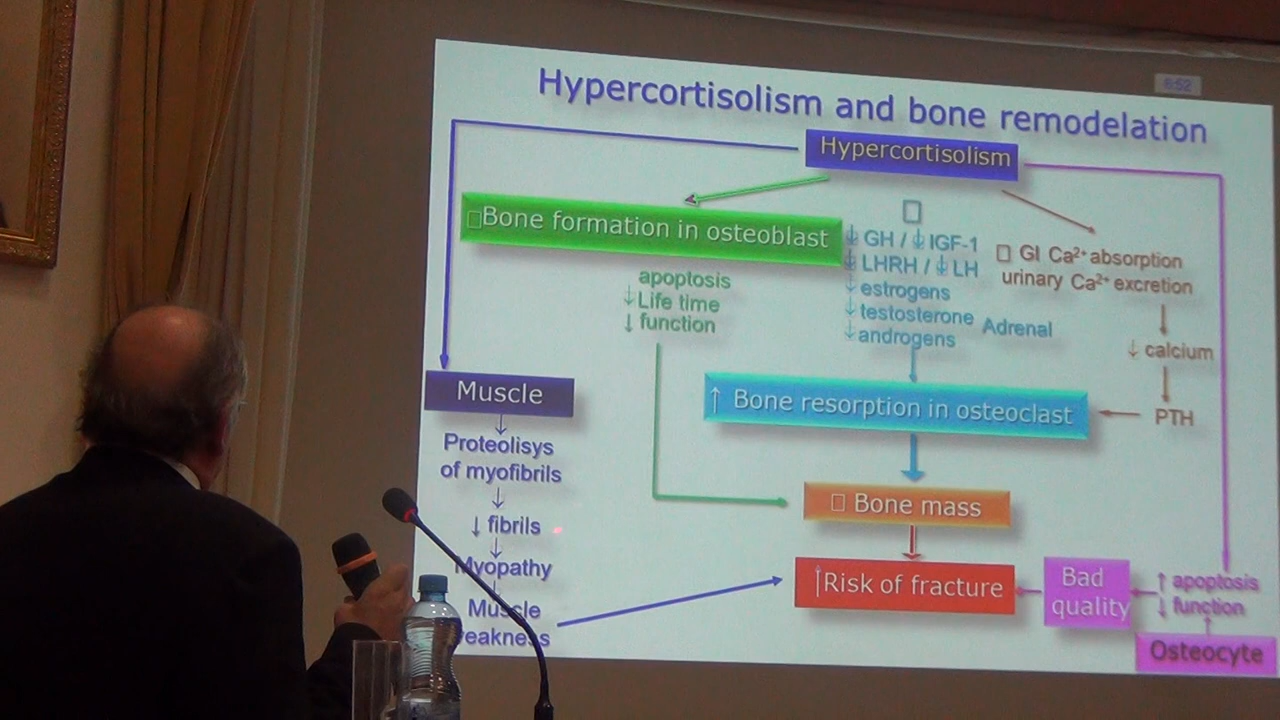 6:52
Hypercortisolism and bone remodelation
Hypercortisolism
□Bone formation in osteoblast
apoptosis
↓Life time
↓ function
□
↓ GH / ↓ IGF-1
↓ LHRH / ↓ LH
↓ estrogens
↓ testosterone Adrenal
↓ androgens
□ GI Ca²⁺ absorption
urinary Ca²⁺ excretion
↓ calcium
PTH
Muscle
Proteolisys
of myofibrils
↓ fibrils
Myopathy
Muscle
weakness
↑ Bone resorption in osteoclast
□ Bone mass
↑Risk of fracture
Bad
quality
↑ apoptosis
↓ function
Osteocyte